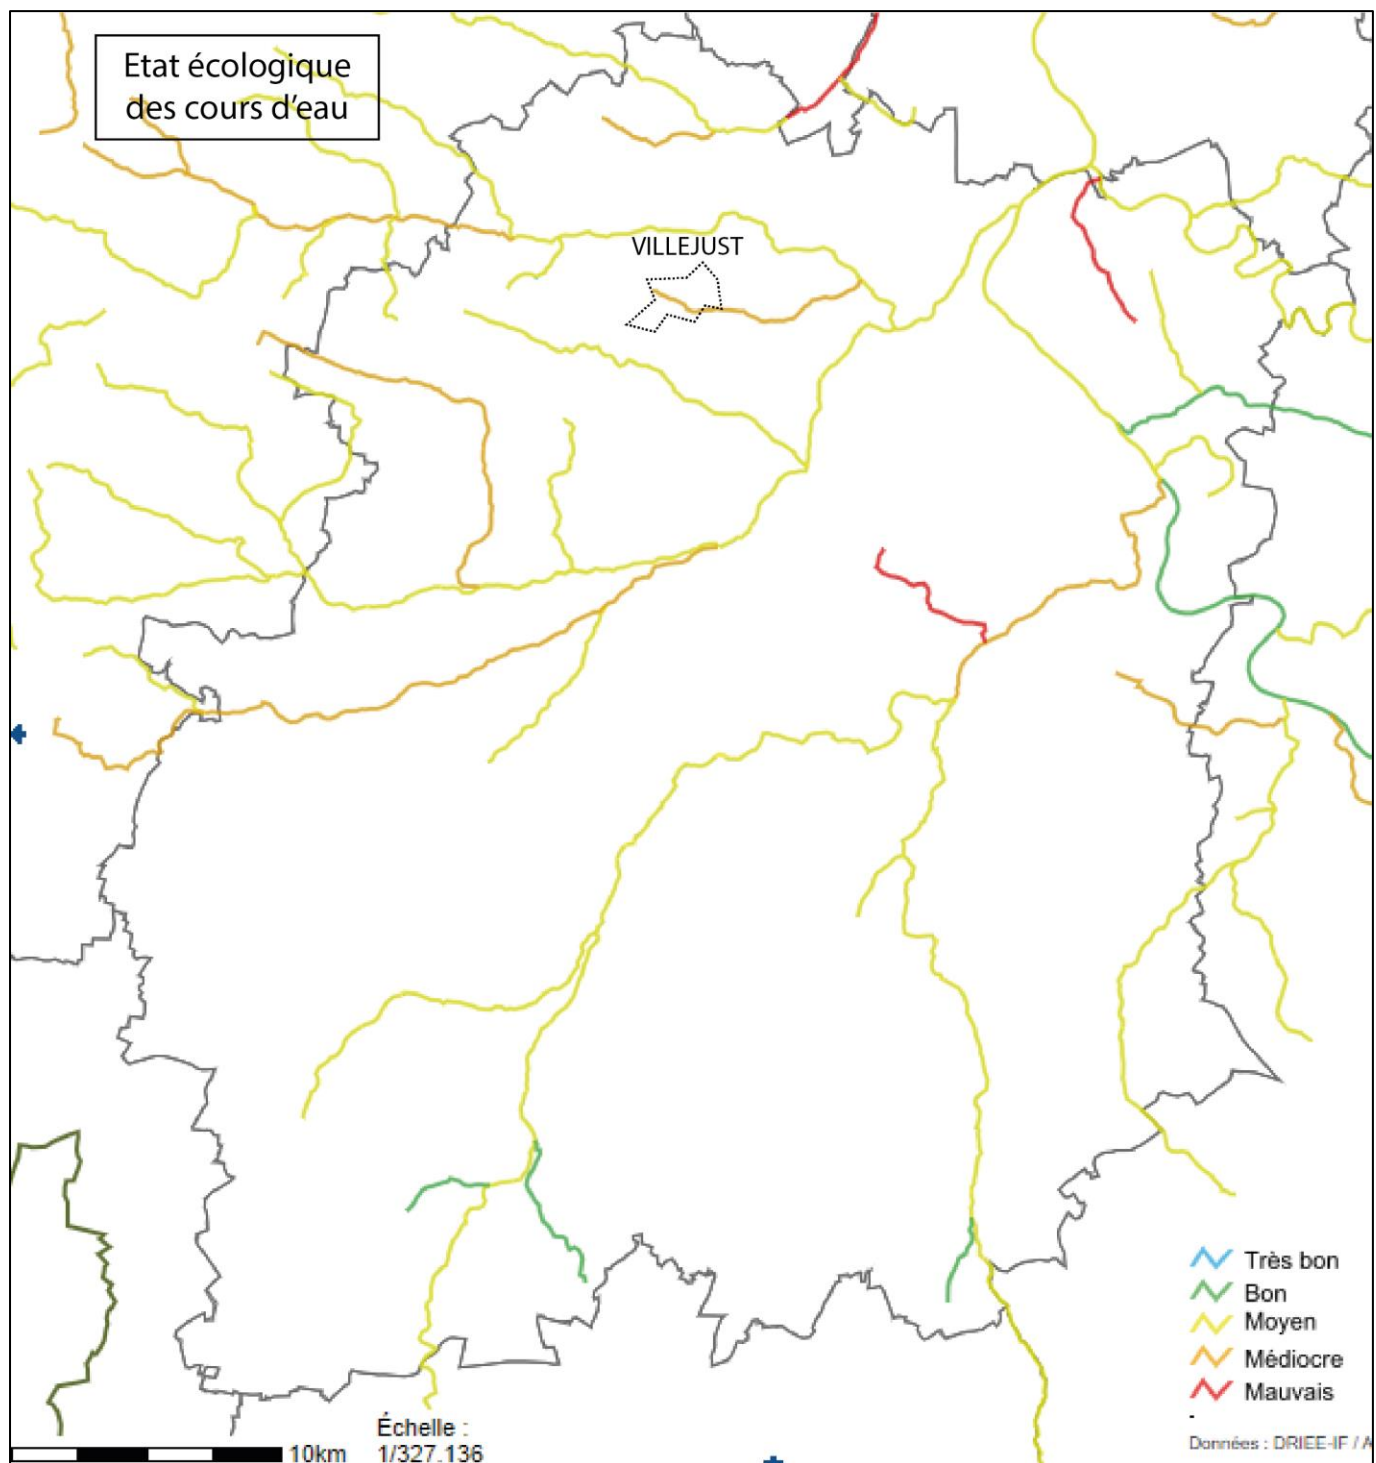 Etat écologique
des cours d'eau
VILLEJUST
Très bon
Bon
Moyen
Médiocre
Mauvais
-
Données : DRIEE-IF / A
Échelle :
10km
1/327.136